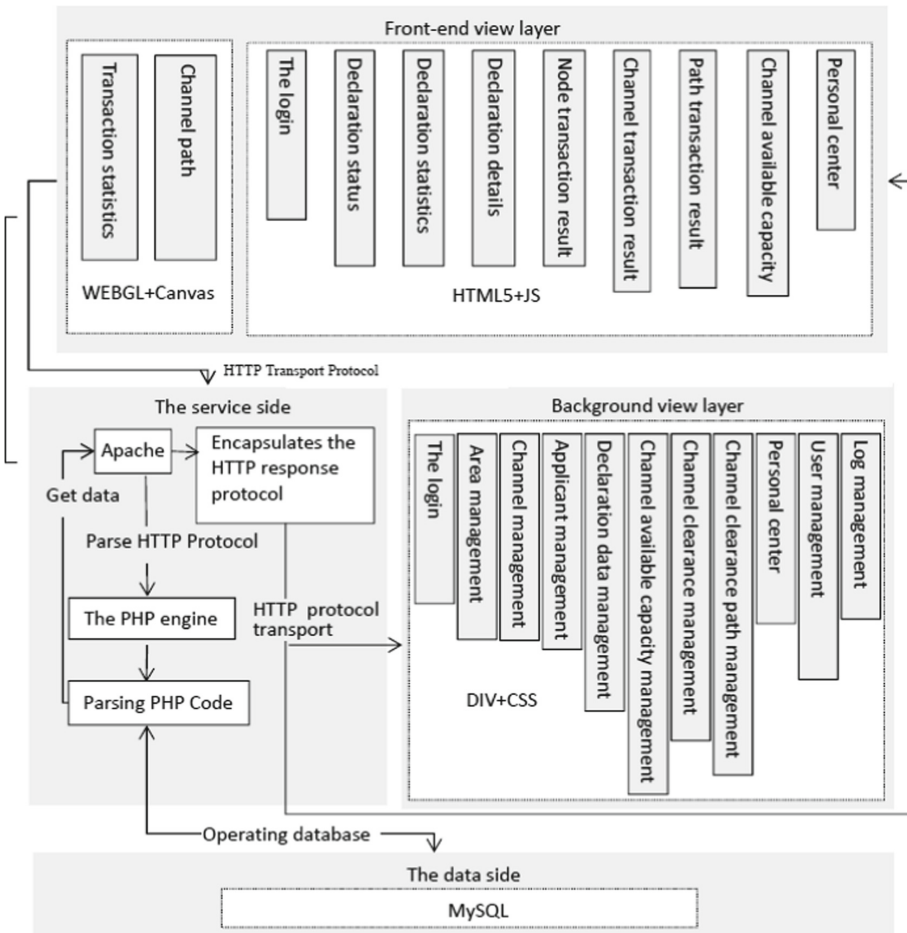 Front-end view layer
Transaction statistics
Channel path
WEBGL+Canvas
The login
Declaration status
Declaration statistics
Declaration details
Node transaction result
Channel transaction result
Path transaction result
Channel available capacity
Personal center
HTML5+JS
HTTP Transport Protocol
The service side
Apache
Encapsulates the
HTTP response
protocol
Get data
Parse HTTP Protocol
The PHP engine
Parsing PHP Code
HTTP protocol
transport
Background view layer
The login
Area management
Channel management
Applicant management
Declaration data management
Channel available capacity management
Channel clearance management
Channel clearance path management
Personal center
User management
Log management
DIV+CSS
Operating database
The data side
MySQL